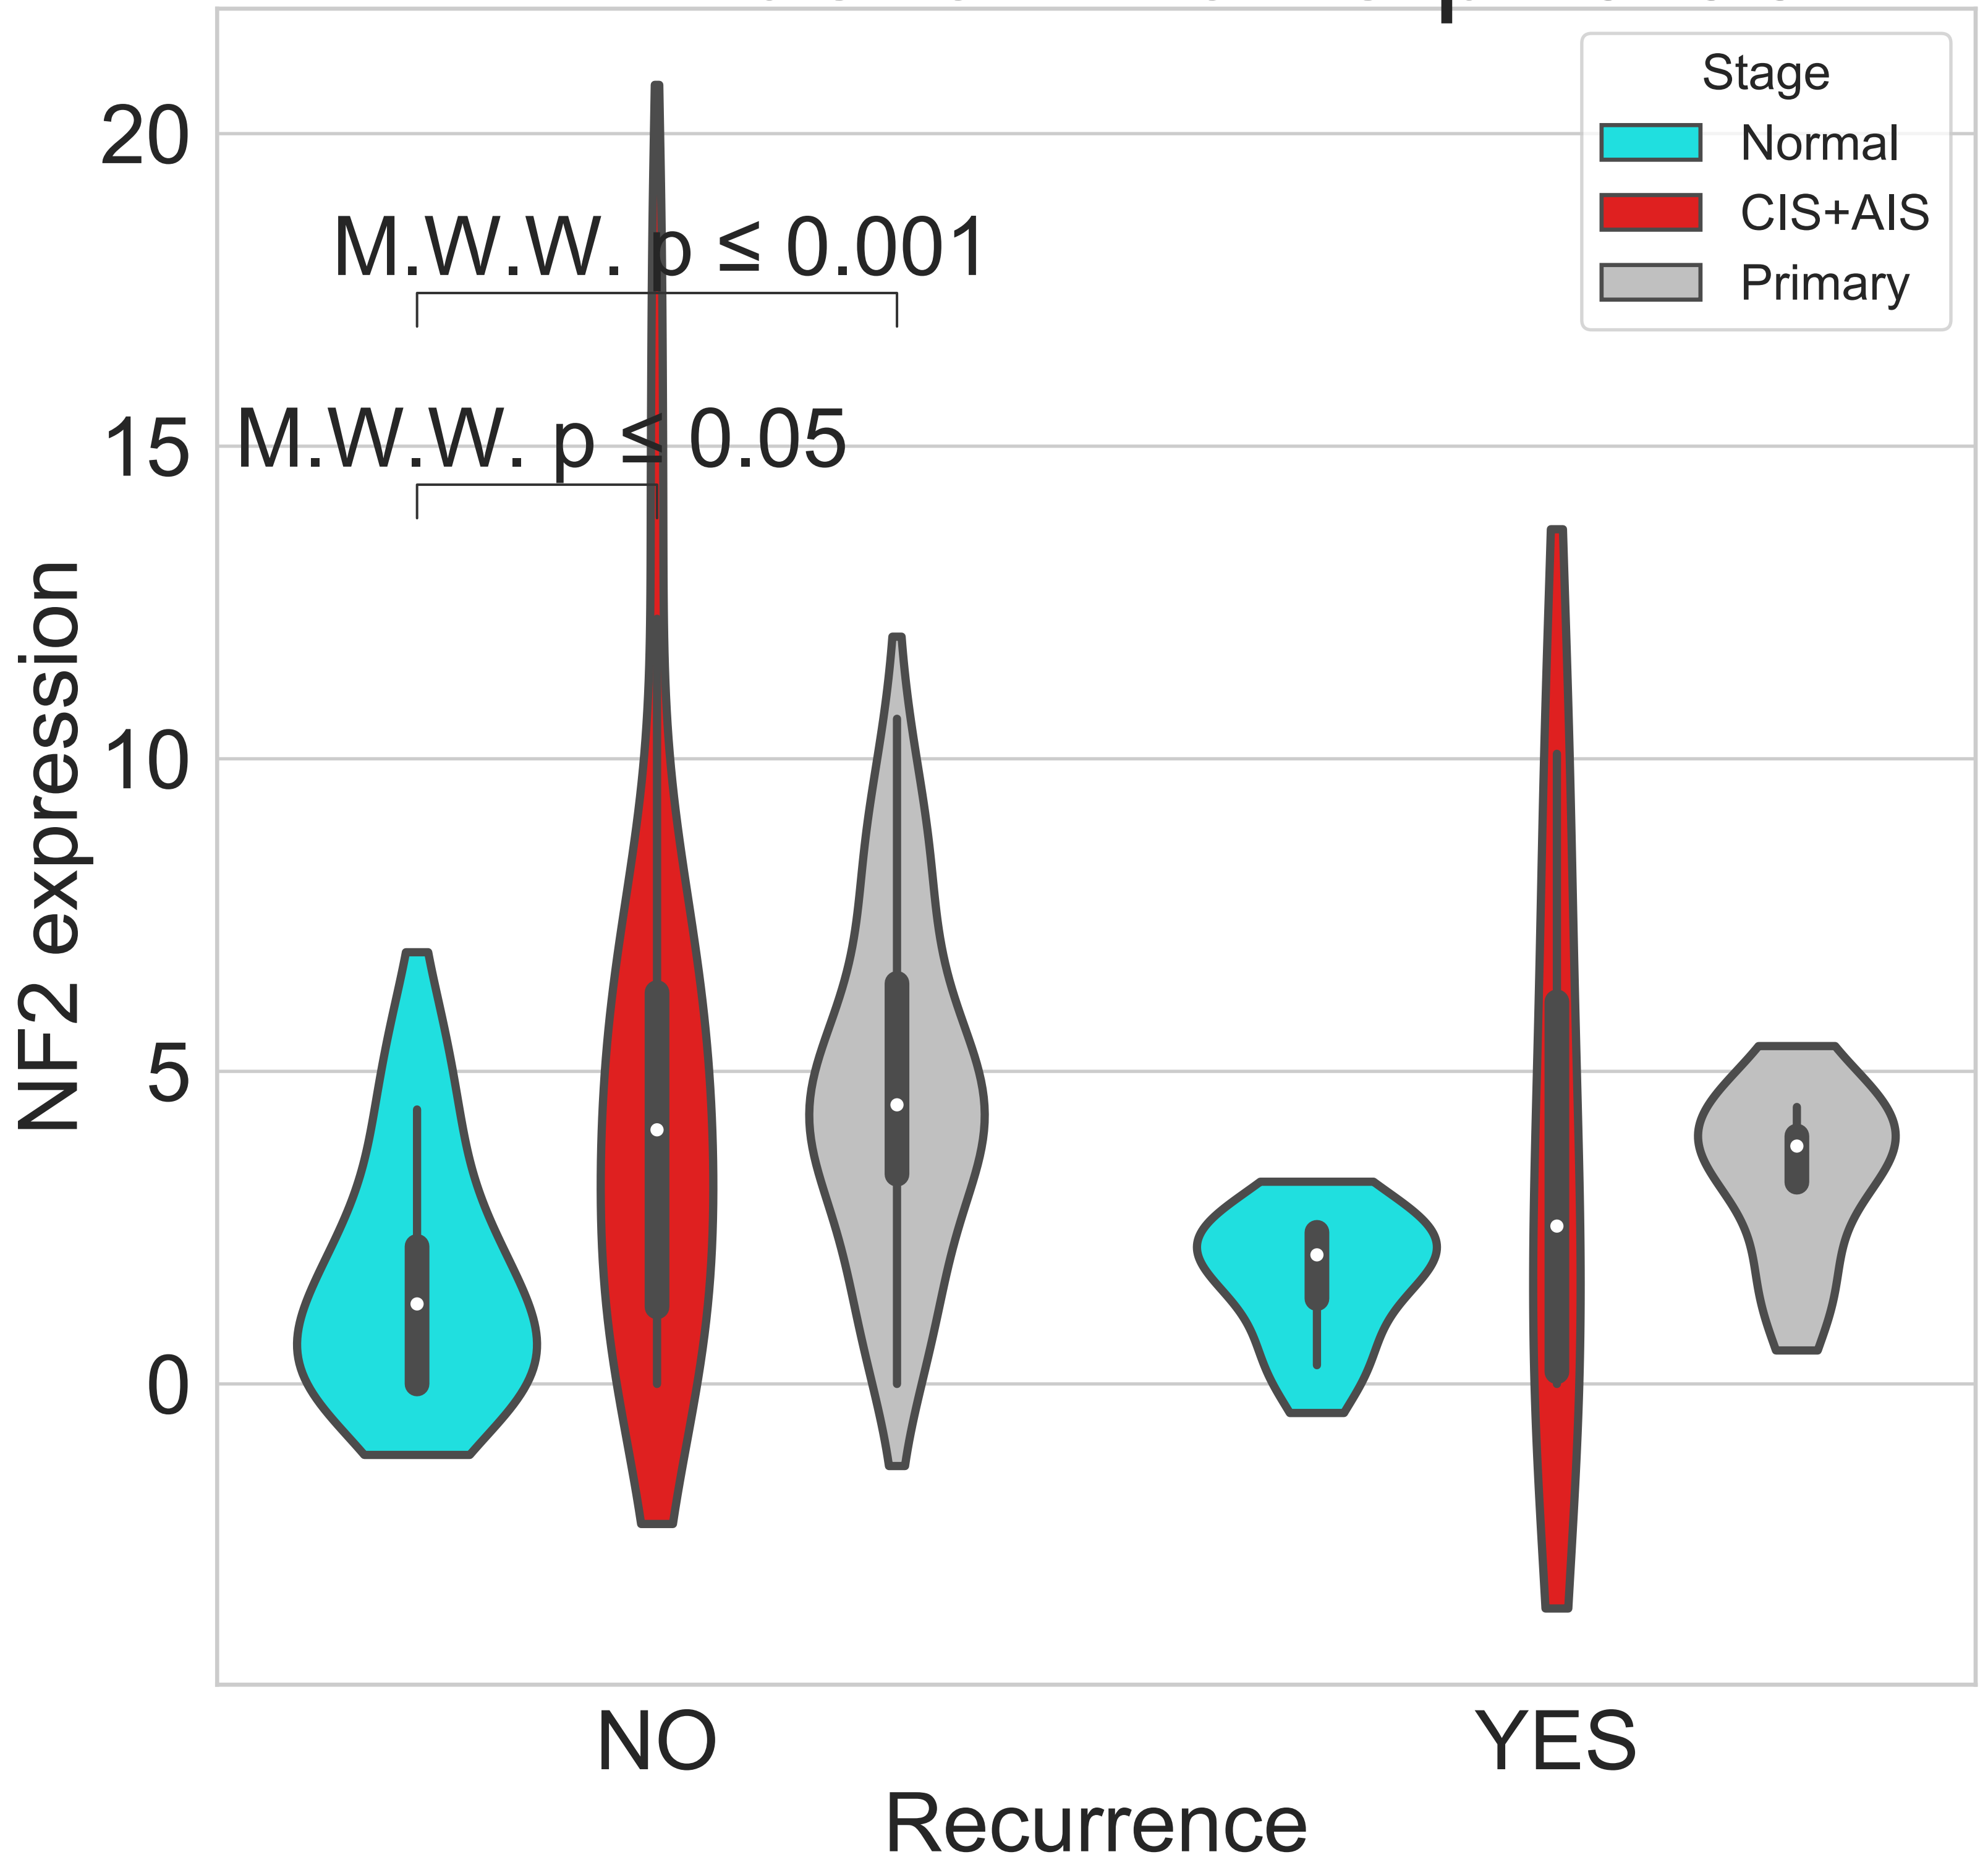 Stage
Normal
CIS+AIS
Primary
20
15
10
5
0
M.W.W. p ≤ 0.001
M.W.W. p ≤ 0.05
NF2 expression
NO
YES
Recurrence